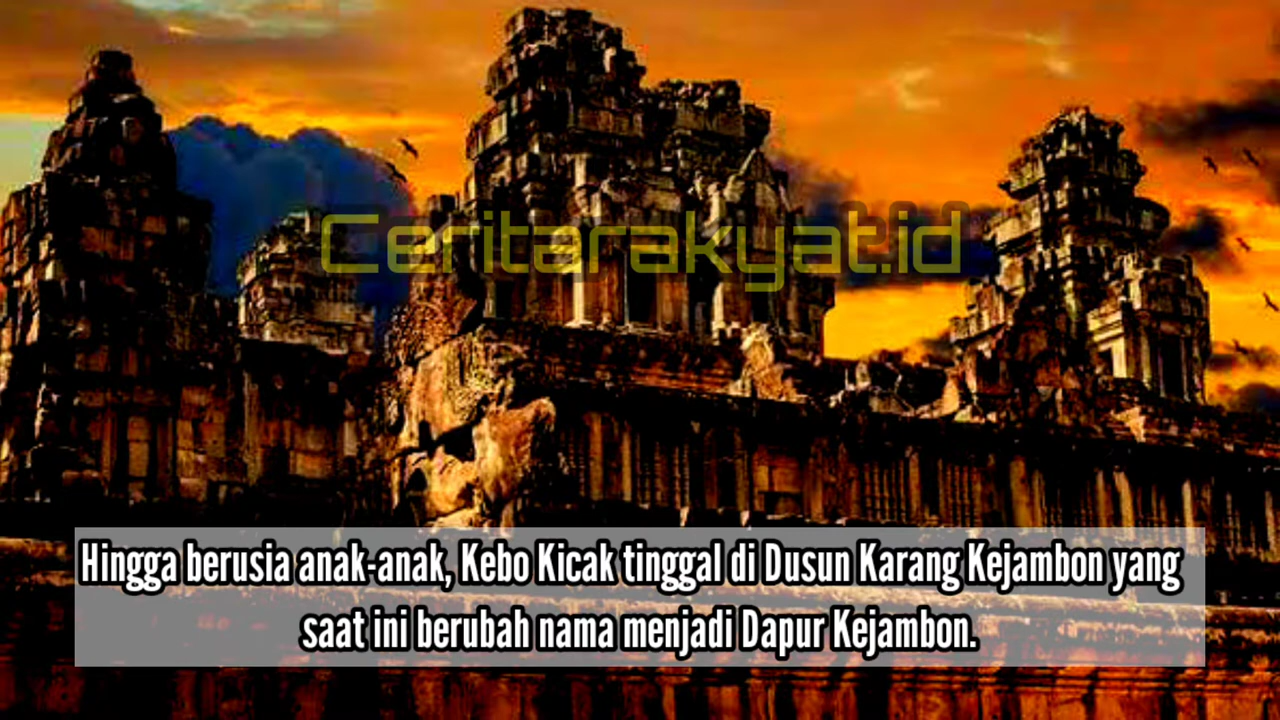 Ceritarakyat.id
Hingga berusia anak-anak, Kebo Kicak tinggal di Dusun Karang Kejambon yang
saat ini berubah nama menjadi Dapur Kejambon.